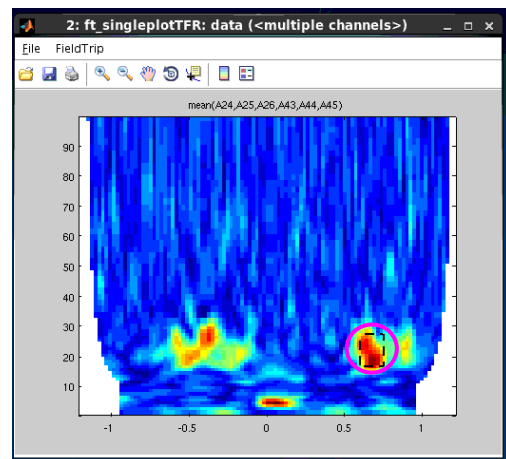 2: ft_singleplotTFR: data (<multiple channels>)
File FieldTrip
mean(A24,A25,A26,A43,A44,A45)
90
80
70
60
50
40
30
20
10
-1 -0.5 0 0.5 1